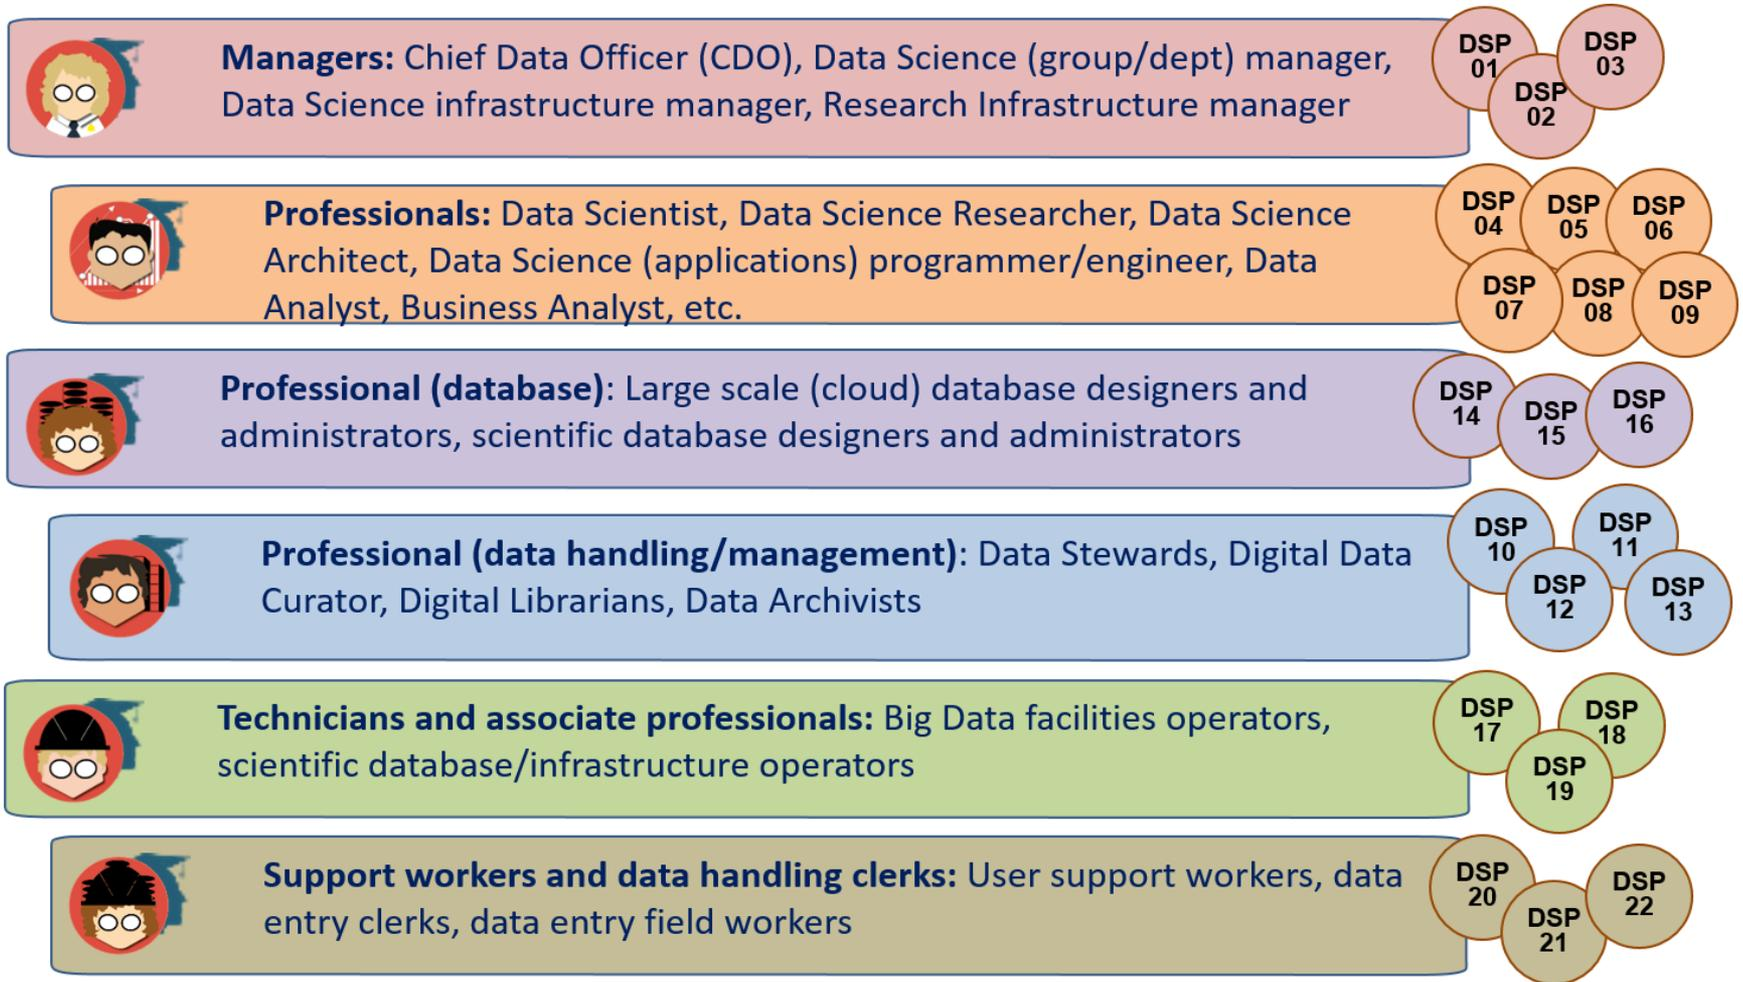 Managers: Chief Data Officer (CDO), Data Science (group/dept) manager,
Data Science infrastructure manager, Research Infrastructure manager
DSP
01
DSP
02
DSP
03
Professionals: Data Scientist, Data Science Researcher, Data Science
Architect, Data Science (applications) programmer/engineer, Data
Analyst, Business Analyst, etc.
DSP
04
DSP
05
DSP
06
DSP
07
DSP
08
DSP
09
Professional (database): Large scale (cloud) database designers and
administrators, scientific database designers and administrators
DSP
14
DSP
15
DSP
16
Professional (data handling/management): Data Stewards, Digital Data
Curator, Digital Librarians, Data Archivists
DSP
10
DSP
11
DSP
12
DSP
13
Technicians and associate professionals: Big Data facilities operators,
scientific database/infrastructure operators
DSP
17
DSP
18
DSP
19
Support workers and data handling clerks: User support workers, data
entry clerks, data entry field workers
DSP
20
DSP
21
DSP
22